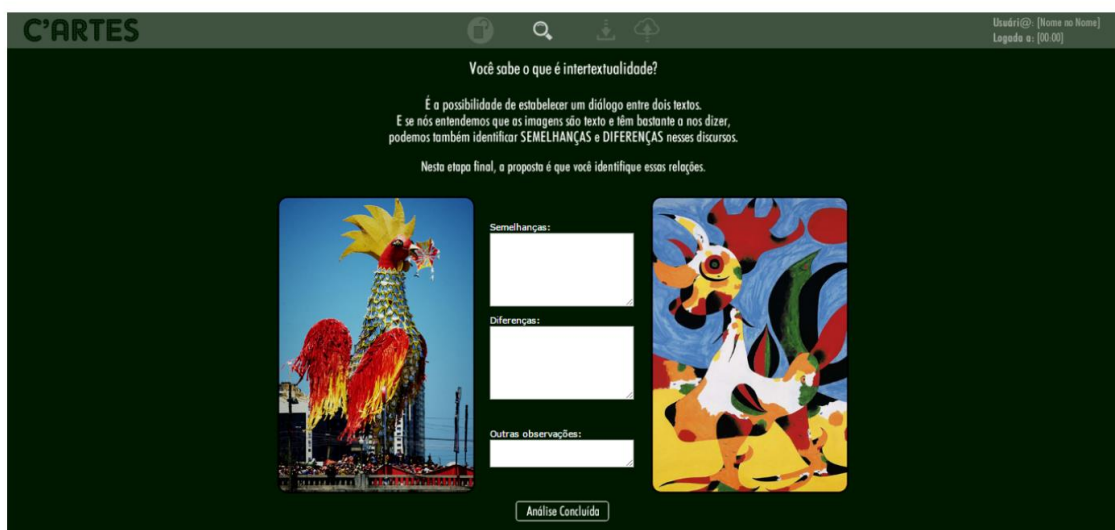 C'ARTES
Usuári@: [Nome no Nome]
Logada a: [00:00]
Você sabe o que é intertextualidade?
É a possibilidade de estabelecer um diálogo entre dois textos.
E se nós entendemos que as imagens são texto e têm bastante a nos dizer,
podemos também identificar SEMELHANÇAS e DIFERENÇAS nesses discursos.
Nesta etapa final, a proposta é que você identifique essas relações.
Semelhanças:
Diferenças:
Outras observações:
Análise Concluída